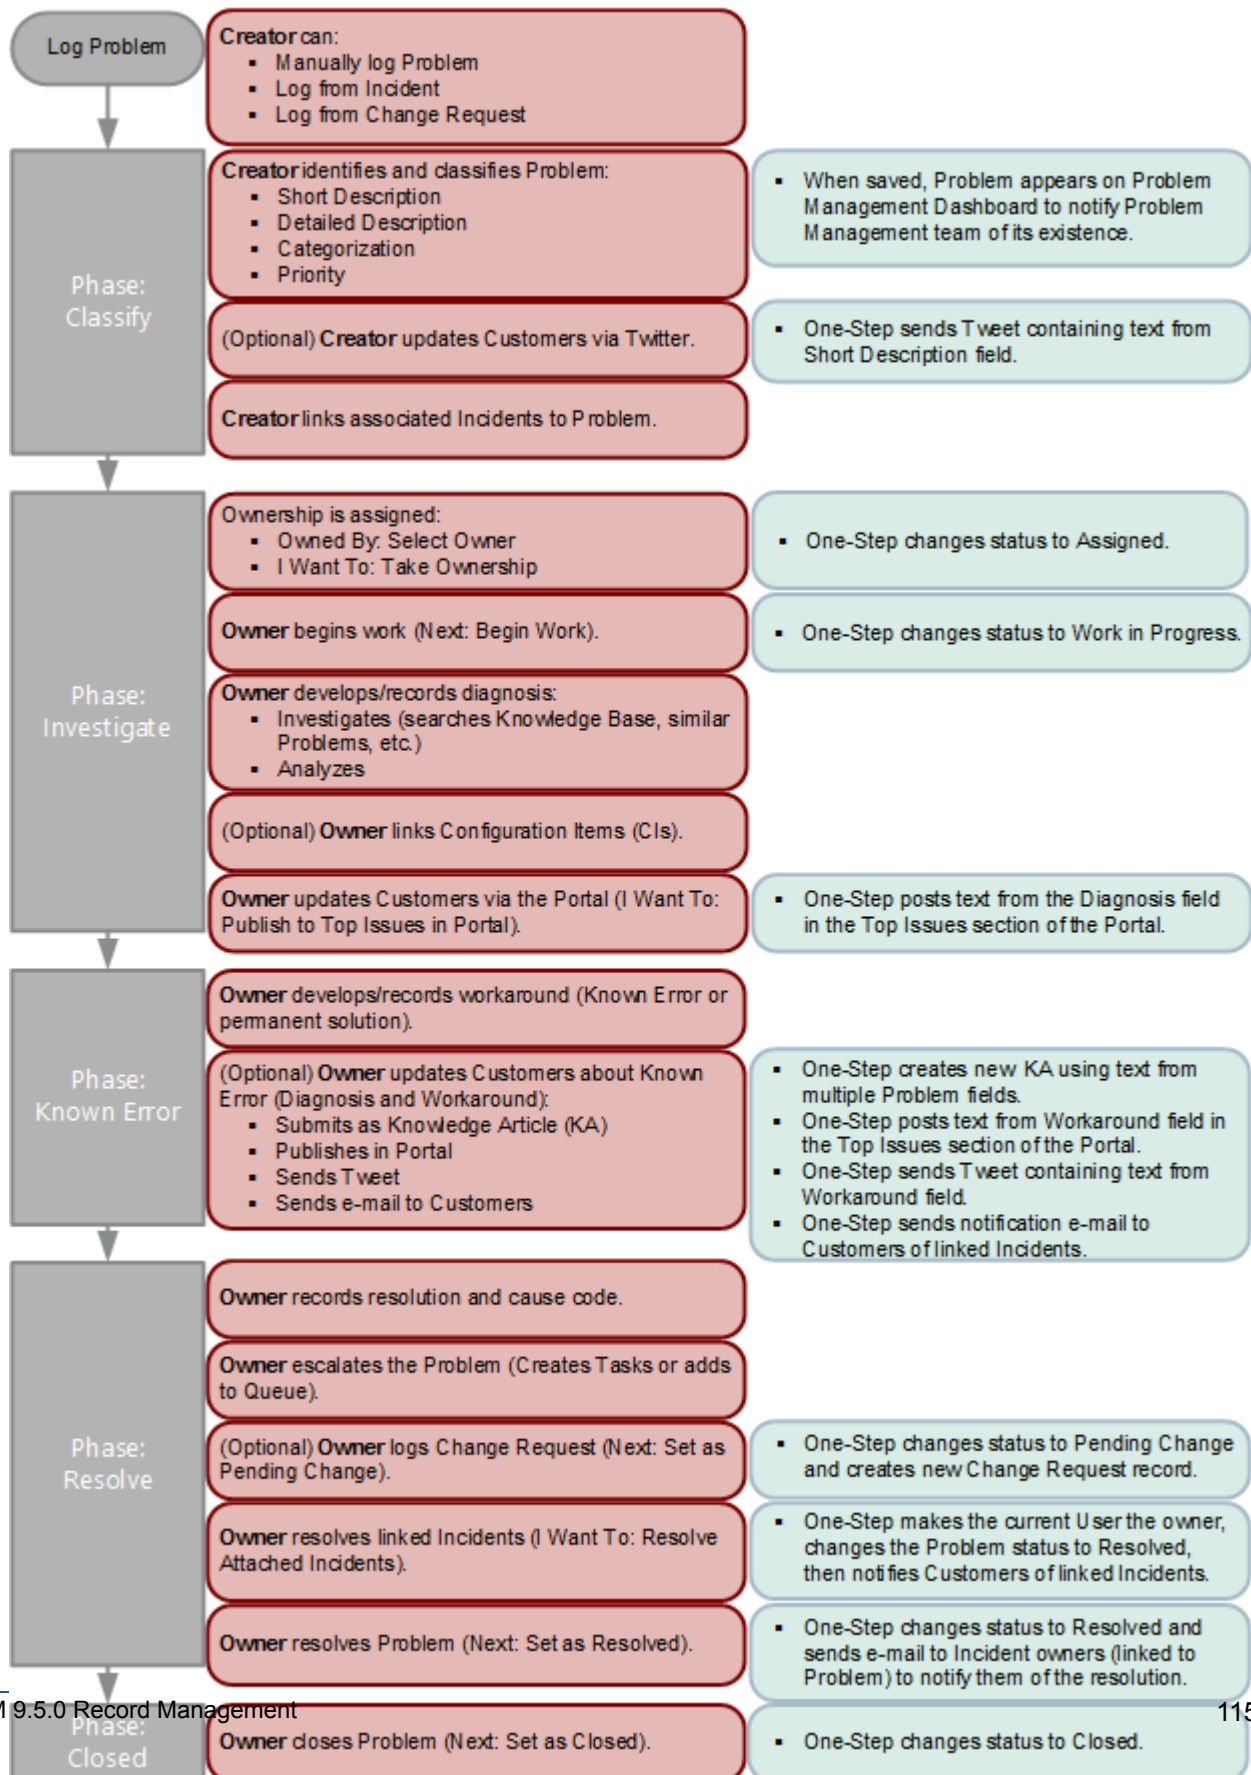 Log Problem
Creator can:
▪ Manually log Problem
▪ Log from Incident
▪ Log from Change Request
Phase:
Classify
Creator identifies and classifies Problem:
▪ Short Description
▪ Detailed Description
▪ Categorization
▪ Priority
▪ When saved, Problem appears on Problem
Management Dashboard to notify Problem
Management team of its existence.
(Optional) Creator updates Customers via Twitter.
▪ One-Step sends Tweet containing text from
Short Description field.
Creator links associated Incidents to Problem.
Phase:
Investigate
Ownership is assigned:
▪ Owned By: Select Owner
▪ I Want To: Take Ownership
▪ One-Step changes status to Assigned.
Owner begins work (Next: Begin Work).
▪ One-Step changes status to Work in Progress.
Owner develops/records diagnosis:
▪ Investigates (searches Knowledge Base, similar
Problems, etc.)
▪ Analyzes
(Optional) Owner links Configuration Items (CIs).
Owner updates Customers via the Portal (I Want To:
Publish to Top Issues in Portal).
▪ One-Step posts text from the Diagnosis field
in the Top Issues section of the Portal.
Phase:
Known Error
Owner develops/records workaround (Known Error or
permanent solution).
(Optional) Owner updates Customers about Known
Error (Diagnosis and Workaround):
▪ Submits as Knowledge Article (KA)
▪ Publishes in Portal
▪ Sends Tweet
▪ Sends e-mail to Customers
▪ One-Step creates new KA using text from
multiple Problem fields.
▪ One-Step posts text from Workaround field in
the Top Issues section of the Portal.
▪ One-Step sends Tweet containing text from
Workaround field.
▪ One-Step sends notification e-mail to
Customers of linked Incidents.
Phase:
Resolve
Owner records resolution and cause code.
Owner escalates the Problem (Creates Tasks or adds
to Queue).
(Optional) Owner logs Change Request (Next: Set as
Pending Change).
▪ One-Step changes status to Pending Change
and creates new Change Request record.
Owner resolves linked Incidents (I Want To: Resolve
Attached Incidents).
▪ One-Step makes the current User the owner,
changes the Problem status to Resolved,
then notifies Customers of linked Incidents.
Owner resolves Problem (Next: Set as Resolved).
▪ One-Step changes status to Resolved and
sends e-mail to Incident owners (linked to
Problem) to notify them of the resolution.
M 9.5.0 Record Management
115
Phase:
Closed
Owner closes Problem (Next: Set as Closed).
▪ One-Step changes status to Closed.